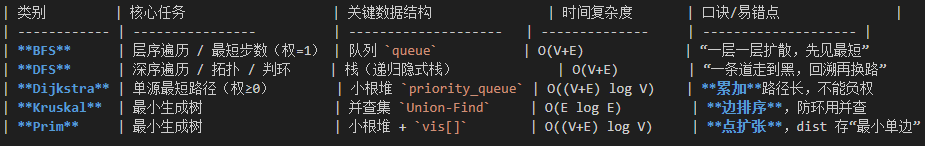 | 类别 | 核心任务 | 关键数据结构 | 时间复杂度 | 口诀/易错点 |
| ------------ | --------------- | -------------------- | -------------- | -------------------- |
| **BFS** | 层序遍历 / 最短步数（权=1） | 队列 `queue` | O(V+E) | “一层一层扩散，先见最短” |
| **DFS** | 深序遍历 / 拓扑 / 判环 | 栈（递归隐式栈） | O(V+E) | “一条道走到黑，回溯再换路” |
| **Dijkstra** | 单源最短路径（权≥0） | 小根堆 `priority_queue` | O((V+E) log V) | **累加**路径长，不能负权 |
| **Kruskal** | 最小生成树 | 并查集 `Union-Find` | O(E log E) | **边排序**，防环用并查 |
| **Prim** | 最小生成树 | 小根堆 + `vis[]` | O((V+E) log V) | **点扩张**，dist 存“最小单边” |